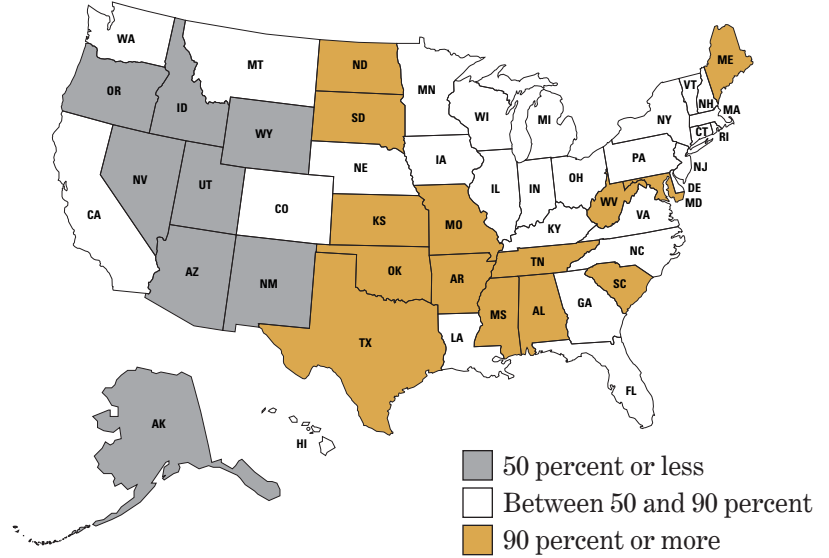 WA
MT
ND
MN
ME
VT
NH
MA
OR
ID
SD
WI
MI
NY
CT
RI
WY
NE
IA
PA
NJ
NV
UT
CO
IL
IN
OH
DE
MD
WV
VA
CA
KS
MO
KY
AZ
NM
OK
AR
TN
NC
SC
TX
LA
MS
AL
GA
FL
AK
HI
50 percent or less
Between 50 and 90 percent
90 percent or more